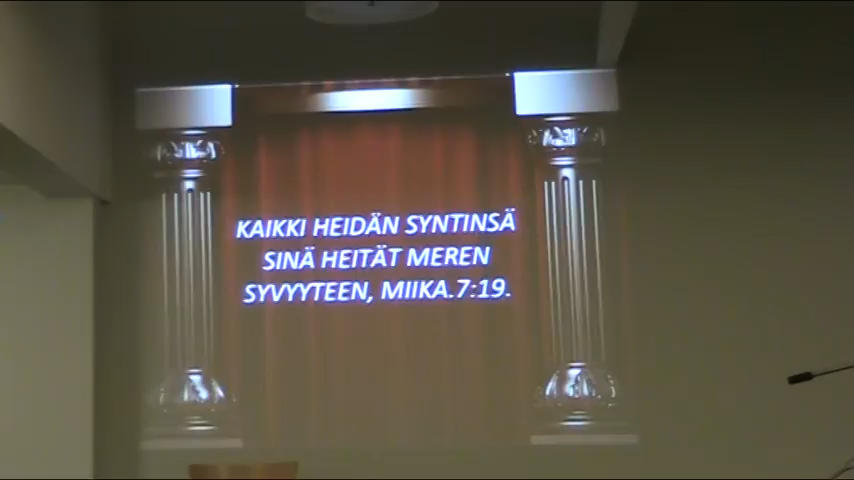 KAIKKI HEIDÄN SYNTINSÄ
SINÄ HEITÄT MEREN
SYVYYTEEN, MIIKA.7:19.